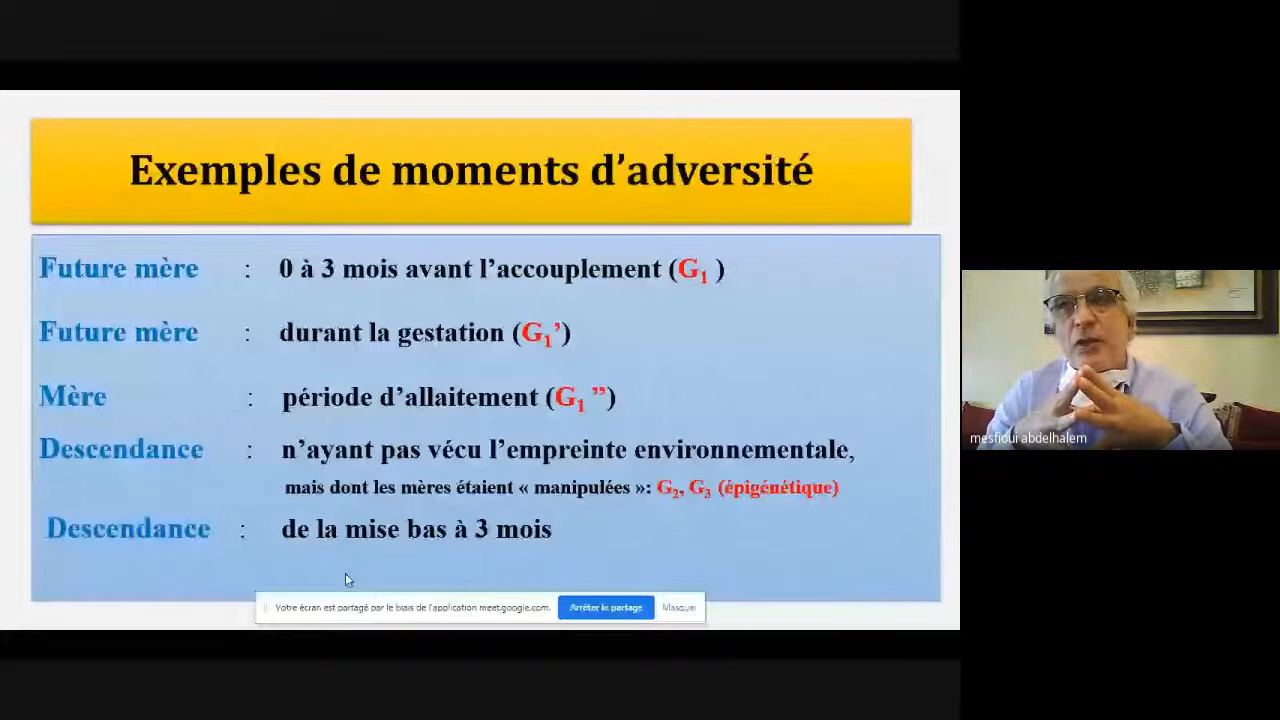 Exemples de moments d’adversité
Future mère : 0 à 3 mois avant l’accouplement (G1 )
Future mère : durant la gestation (G1’)
Mère : période d’allaitement (G1 ”)
Descendance : n’ayant pas vécu l’empreinte environnementale,
mais dont les mères étaient « manipulées »: G2, G3 (épigénétique)
Descendance : de la mise bas à 3 mois
Votre écran est partagé par le biais de l'application meet.google.com. Arrêter le partage Masquer
mesfioui abdelhalem